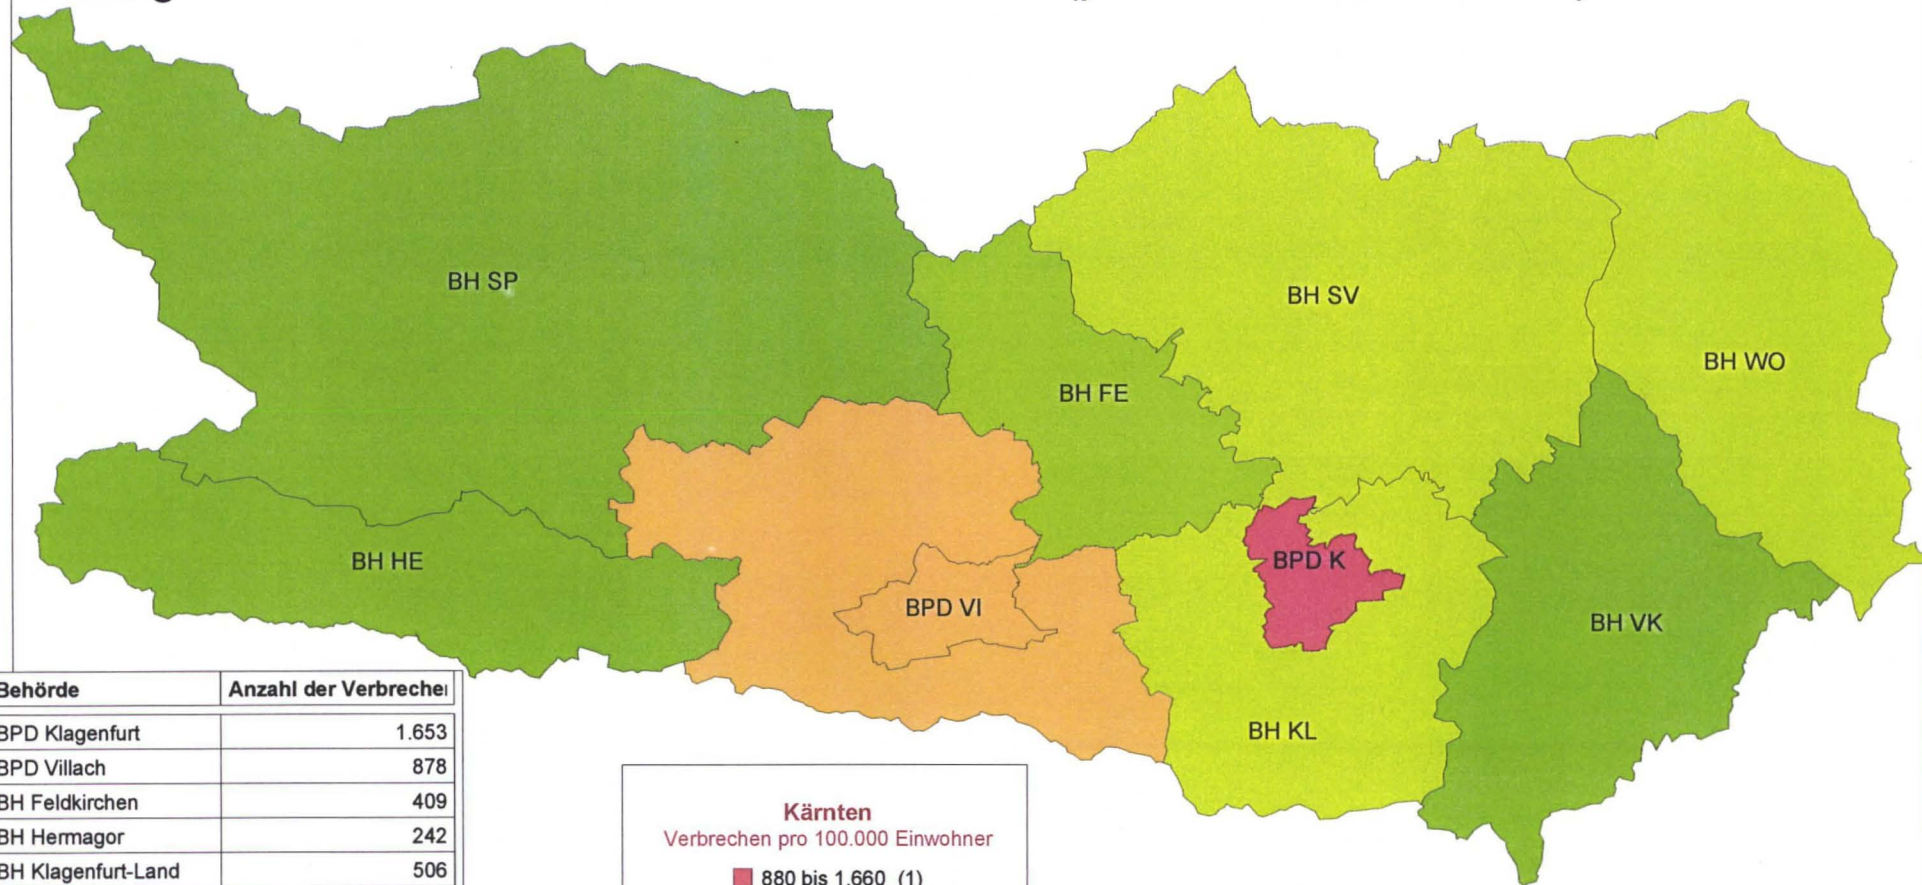 BH SP
BH SV
BH WO
BH FE
BH HE
BPD K
BPD VI
BH VK
BH KL
Behörde Anzahl der Verbrechen
BPD Klagenfurt 1.653
BPD Villach 878
BH Feldkirchen 409
BH Hermagor 242
BH Klagenfurt-Land 506
Kärnten
Verbrechen pro 100.000 Einwohner
880 bis 1.660 (1)